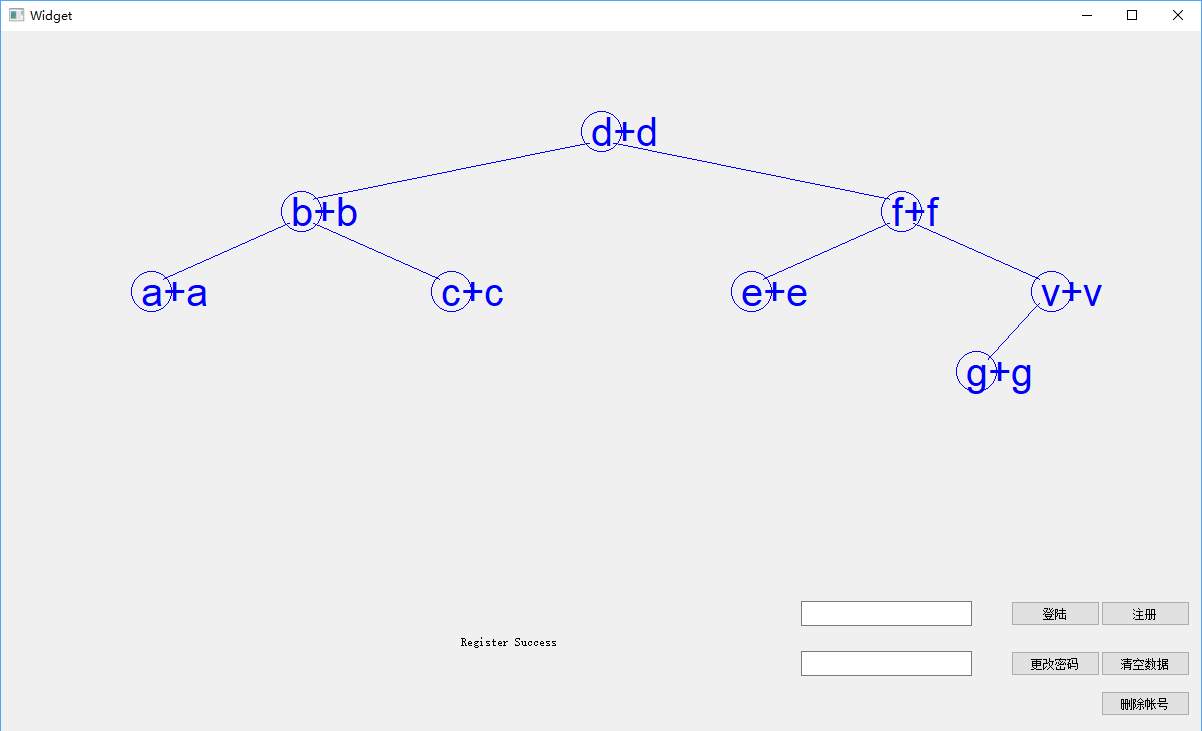 Widget
d+d
b+b
f+f
a+a
c+c
e+e
v+v
g+g
登陆
注册
Register Success
更改密码
清空数据
删除帐号